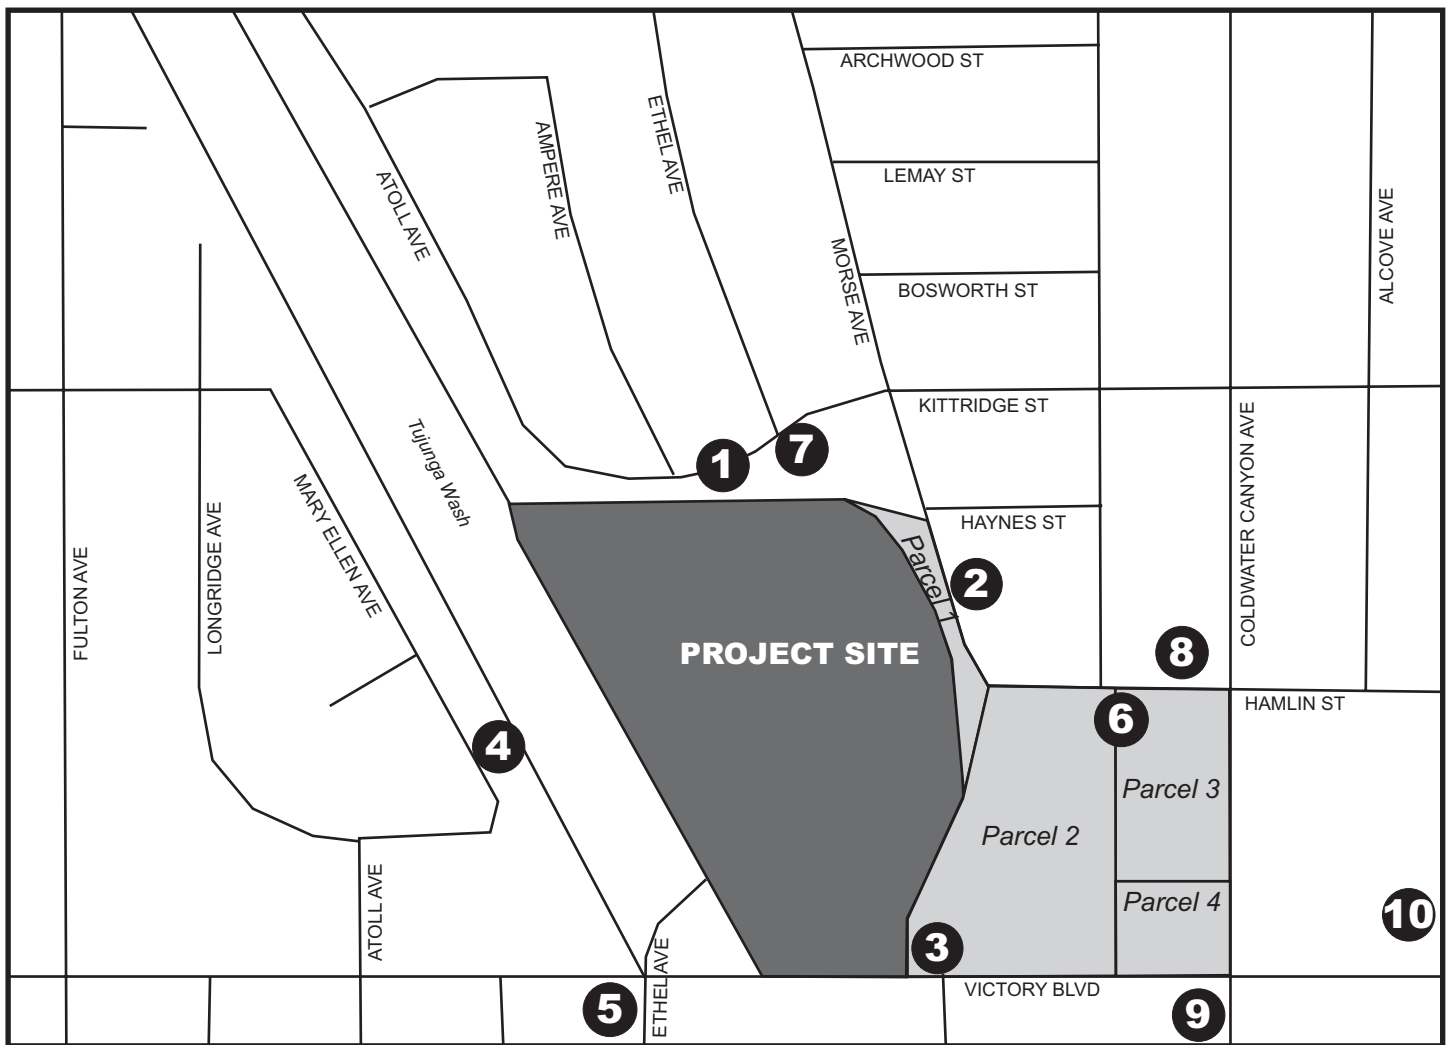 ARCHWOOD ST
ETHEL AVE
AMPERE AVE
LEMAY ST
ATOLL AVE
ALCOVE AVE
MORSE AVE
BOSWORTH ST
KITTRIDGE ST
Tujunga Wash
1
7
COLDWATER CANYON AVE
MARY ELLEN AVE
LONGRIDGE AVE
FULTON AVE
HAYNES ST
Parcel 1
2
PROJECT SITE
8
HAMLIN ST
6
4
Parcel 3
Parcel 2
Parcel 4
10
ATOLL AVE
3
ETHEL AVE
VICTORY BLVD
5
9